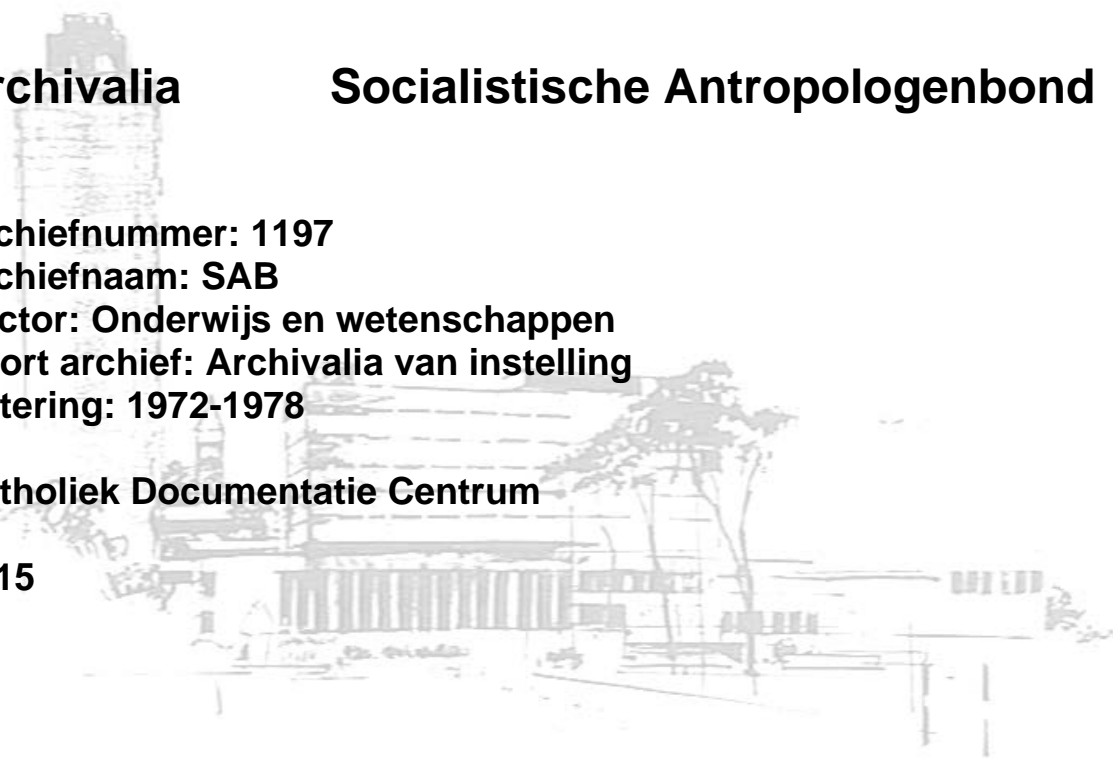 rchivalia Socialistische Antropologenbond
chiefnummer: 1197
chiefnaam: SAB
ctor: Onderwijs en wetenschappen
ort archief: Archivalia van instelling
tering: 1972-1978
tholiek Documentatie Centrum
15